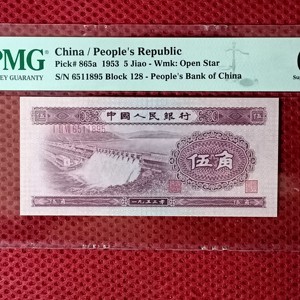 PMG
China / People's Republic
Pick# 865a 1953 5 Jiao - Wmk: Open Star
S/N 6511895 Block 128 - People's Bank of China
中國人民銀行
伍角
一九五三年